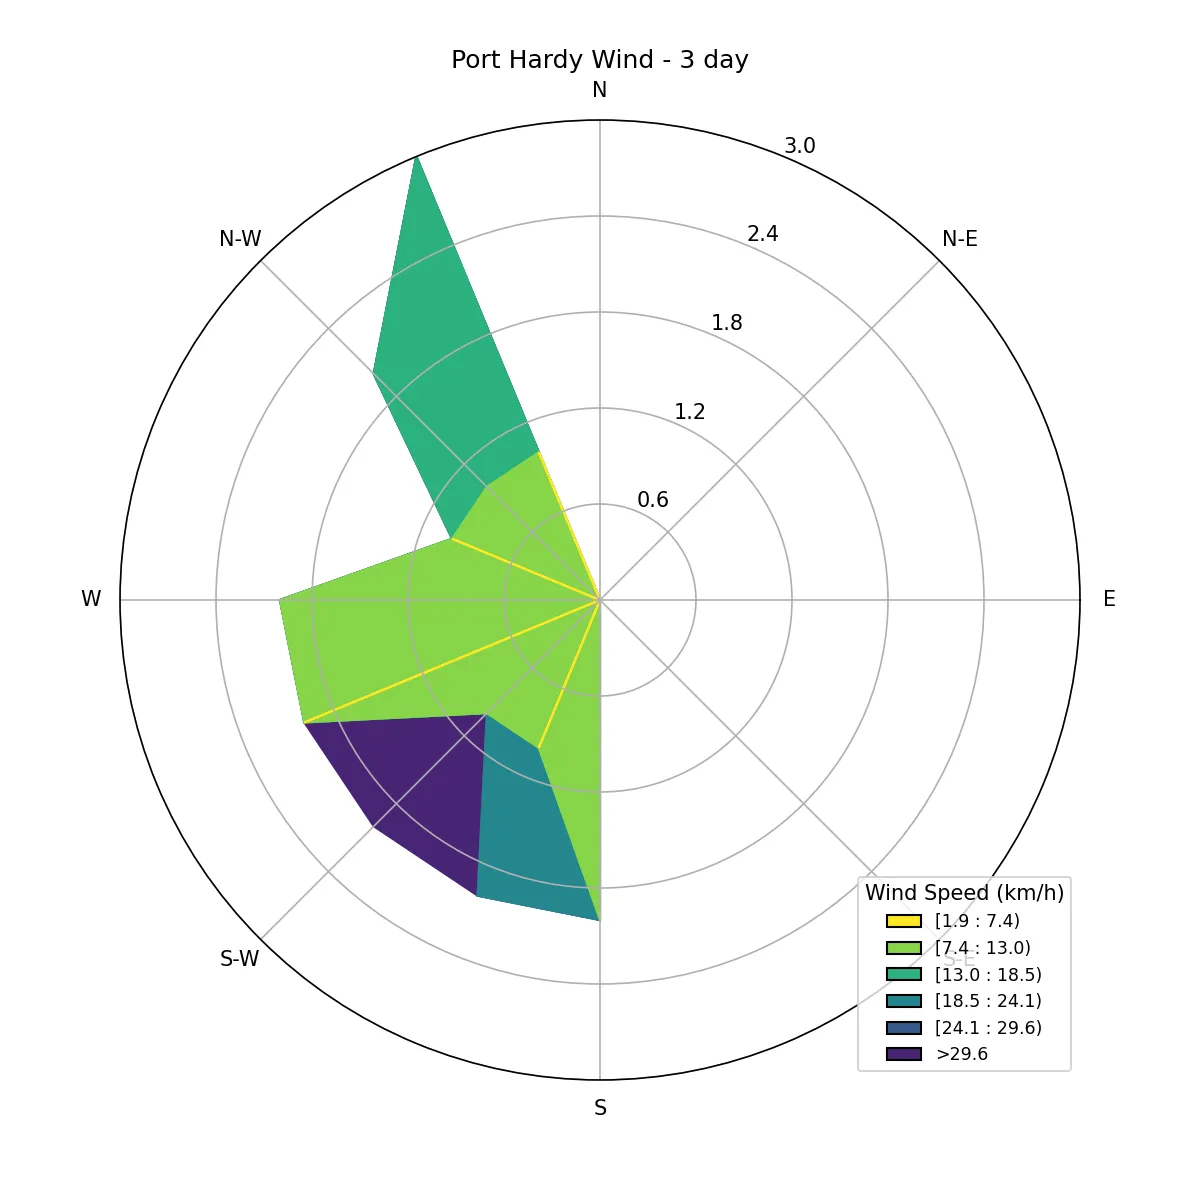 Port Hardy Wind - 3 day
N
3.0
N-W
2.4
N-E
1.8
1.2
0.6
W
E
Wind Speed (km/h)
[1.9 : 7.4)
[7.4 : 13.0)
S-W
S-E
[13.0 : 18.5)
[18.5 : 24.1)
[24.1 : 29.6)
>29.6
S